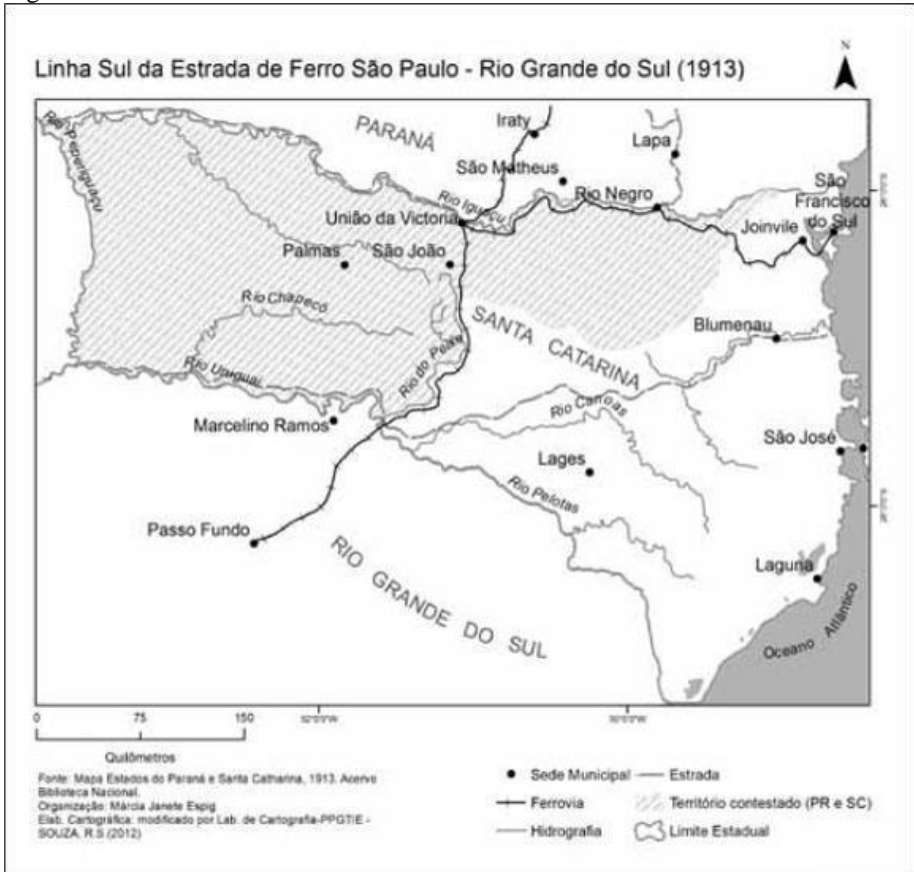 Linha Sul da Estrada de Ferro São Paulo - Rio Grande do Sul (1913)
N
PARANÁ
Iraty
Lapa
Rio Peperiguaçu
São Matheus
Rio Iguaçu
Rio Negro
São Francisco do Sul
União da Victoria
Joinvile
Palmas
São João
Rio Chapecó
SANTA CATARINA
Blumenau
Rio do Peixe
Rio Uruguai
Rio Canoas
Marcelino Ramos
São José
Lages
Rio Pelotas
Passo Fundo
RIO GRANDE DO SUL
Laguna
Oceano Atlântico
0 75 150
Quilômetros
Fonte: Mapa Estados do Paraná e Santa Catharina, 1913. Acervo
Biblioteca Nacional.
Organização: Márcia Janete Espig
Elab. Cartográfica: modificado por Lab. de Cartografia-PPGTIE -
SOUZA, R.S (2012)
Sede Municipal Estrada
Ferrovia Território contestado (PR e SC)
Hidrografia Limite Estadual